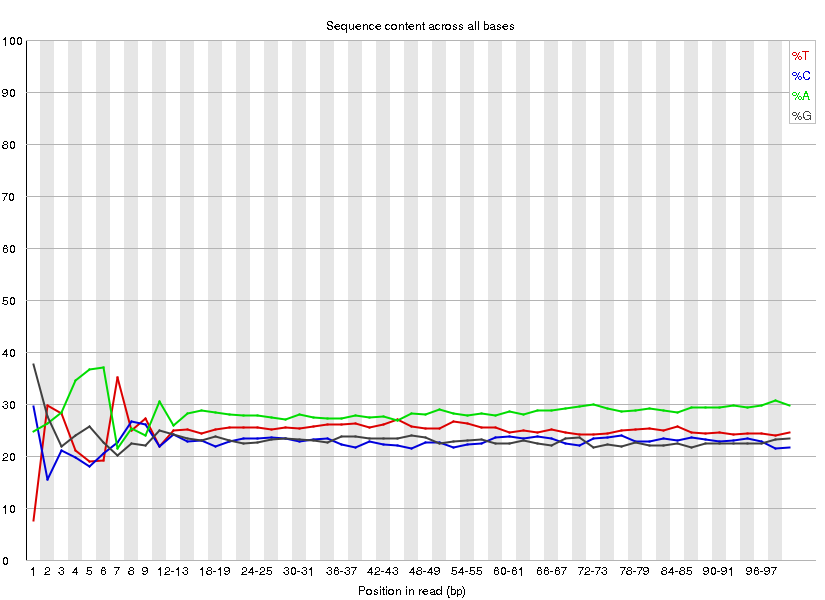 Sequence content across all bases
100
90
80
70
60
50
40
30
20
10
0
%T
%C
%A
%G
1 2 3 4 5 6 7 8 9 12-13 18-19 24-25 30-31 36-37 42-43 48-49 54-55 60-61 66-67 72-73 78-79 84-85 90-91 96-97
Position in read (bp)